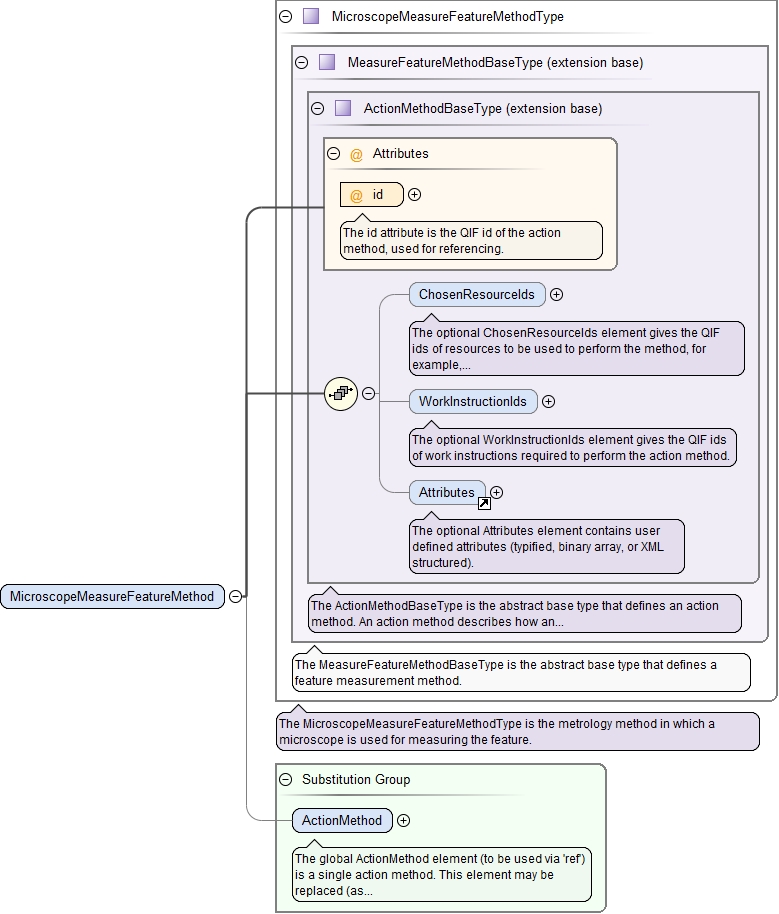 MicroscopeMeasureFeatureMethodType
MeasureFeatureMethodBaseType (extension base)
ActionMethodBaseType (extension base)
@ Attributes
@ id
The id attribute is the QIF id of the action
method, used for referencing.
ChosenResourceIds
The optional ChosenResourceIds element gives the QIF
ids of resources to be used to perform the method, for
example,...
WorkInstructionIds
The optional WorkInstructionIds element gives the QIF ids
of work instructions required to perform the action method.
Attributes
The optional Attributes element contains user
defined attributes (typified, binary array, or XML
structured).
MicroscopeMeasureFeatureMethod
The ActionMethodBaseType is the abstract base type that defines an action
method. An action method describes how an...
The MeasureFeatureMethodBaseType is the abstract base type that defines a
feature measurement method.
The MicroscopeMeasureFeatureMethodType is the metrology method in which a
microscope is used for measuring the feature.
Substitution Group
ActionMethod
The global ActionMethod element (to be used via 'ref')
is a single action method. This element may be
replaced (as...